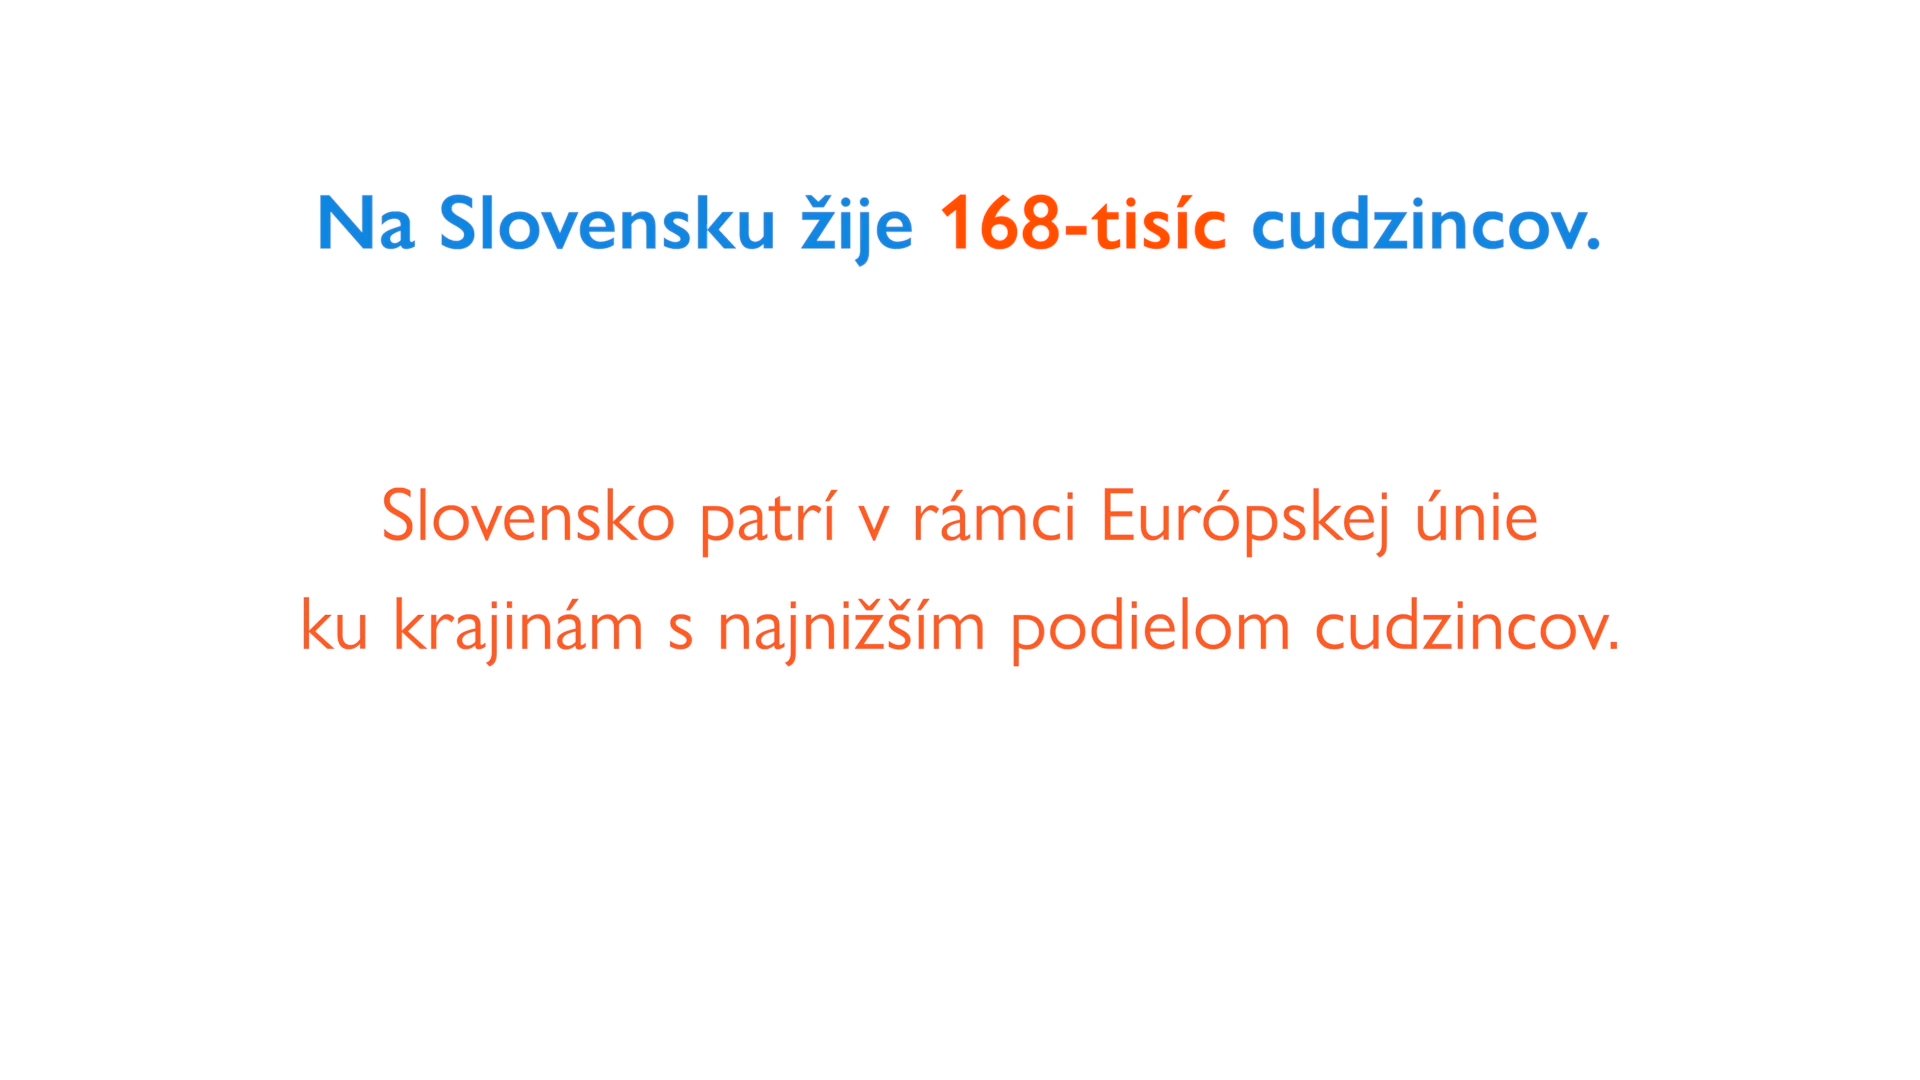 Na Slovensku žije 168-tisíc cudzincov.
Slovensko patrí v rámci Európskej únie
ku krajinám s najnižším podielom cudzincov.